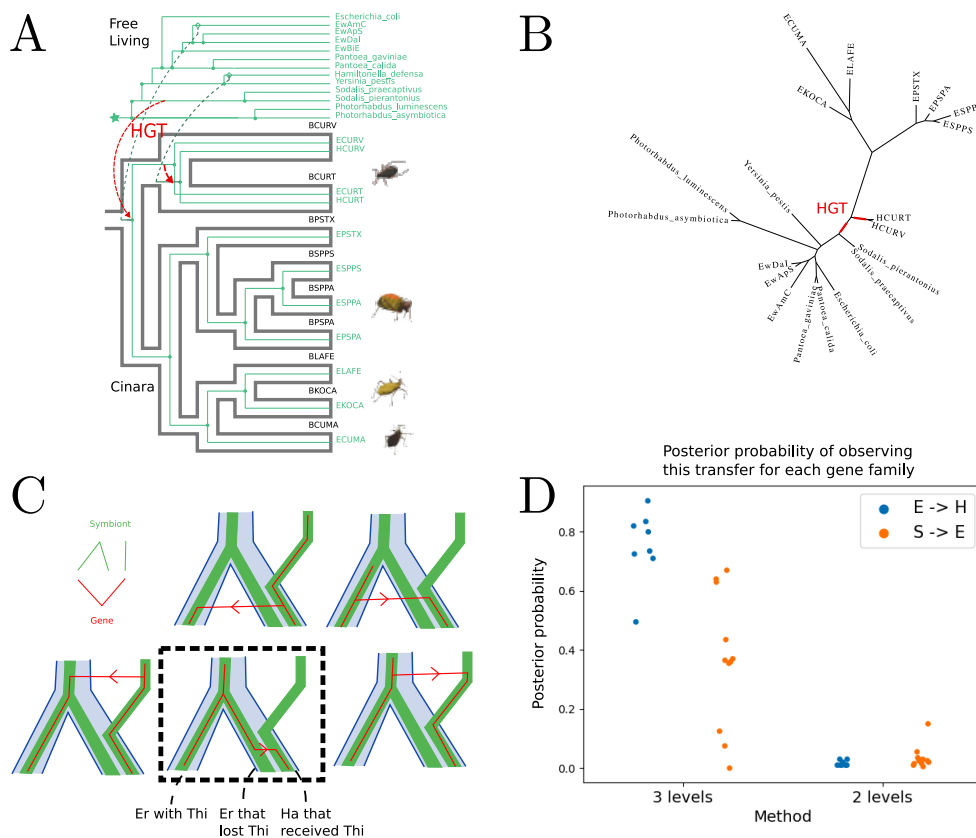 A
Free
Living
Escherichia_coli
EwAmC
EwApS
EwDaI
EwBiE
Pantoea_gaviniae
Pantoea_calida
Hamiltonella_defensa
Yersinia_pestis
Sodalis_praecaptivus
Sodalis_pierantonius
Photorhabdus_luminescens
Photorhabdus_asymbiotica
HGT
BCURV
ECURV
HCURV
BCURT
ECURT
HCURT
BPSTX
EPSTX
BSPPS
ESPPS
BSPPA
ESPPA
BPSPA
EPSPA
BLAFE
ELAFE
BKOCA
EKOCA
BCUMA
ECUMA
Cinara
B
ECUMA
ELAFE
EKOCA
EPSTX
EPSPA
ESPPS
Photorhabdus_luminescens
Photorhabdus_asymbiotica
Yersinia_pestis
HGT
HCURT
HCURV
Sodalis_pierantonius
Sodalis_praecaptivus
EwDaI
EwApS
EwAmC
Pantoea_gaviniae
Pantoea_calida
Escherichia_coli
C
Symbiont
Gene
Er with Thi
Er that
lost Thi
Ha that
received Thi
D
Posterior probability of observing
this transfer for each gene family
E -> H
S -> E
Posterior probability
0.8
0.6
0.4
0.2
0.0
3 levels
2 levels
Method